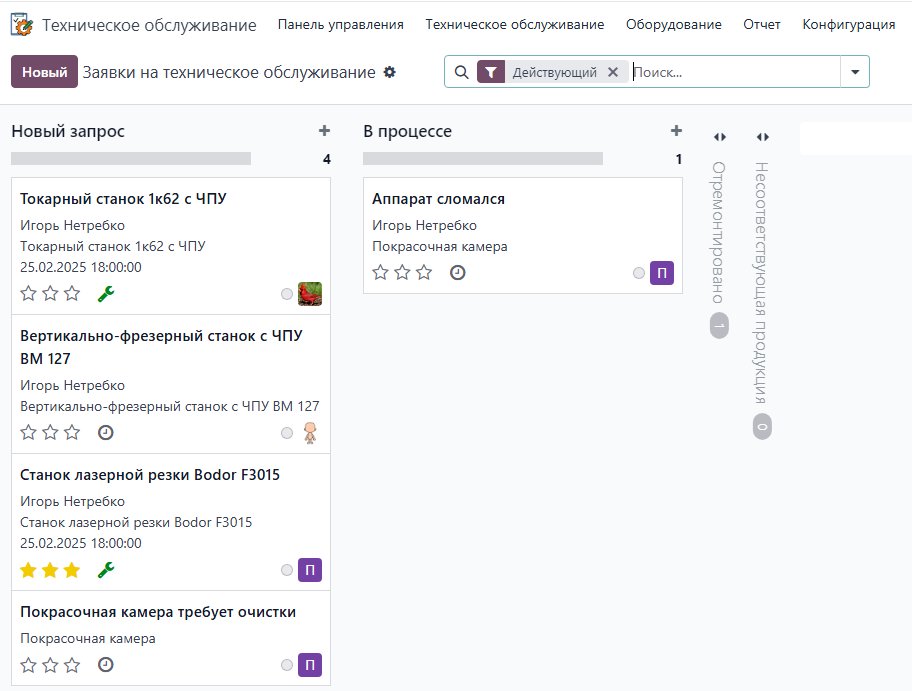 Техническое обслуживание Панель управления Техническое обслуживание Оборудование Отчет Конфигурация
Новый Заявки на техническое обслуживание Действующий Поиск...
Новый запрос
4
Токарный станок 1к62 с ЧПУ
Игорь Нетребко
Токарный станок 1к62 с ЧПУ
25.02.2025 18:00:00
Вертикально-фрезерный станок с ЧПУ
ВМ 127
Игорь Нетребко
Вертикально-фрезерный станок с ЧПУ ВМ 127
Станок лазерной резки Bodor F3015
Игорь Нетребко
Станок лазерной резки Bodor F3015
25.02.2025 18:00:00
П
Покрасочная камера требует очистки
Покрасочная камера
П
В процессе
1
Аппарат сломался
Игорь Нетребко
Покрасочная камера
П
Отремонтировано 1
Несоответствующая продукция 0